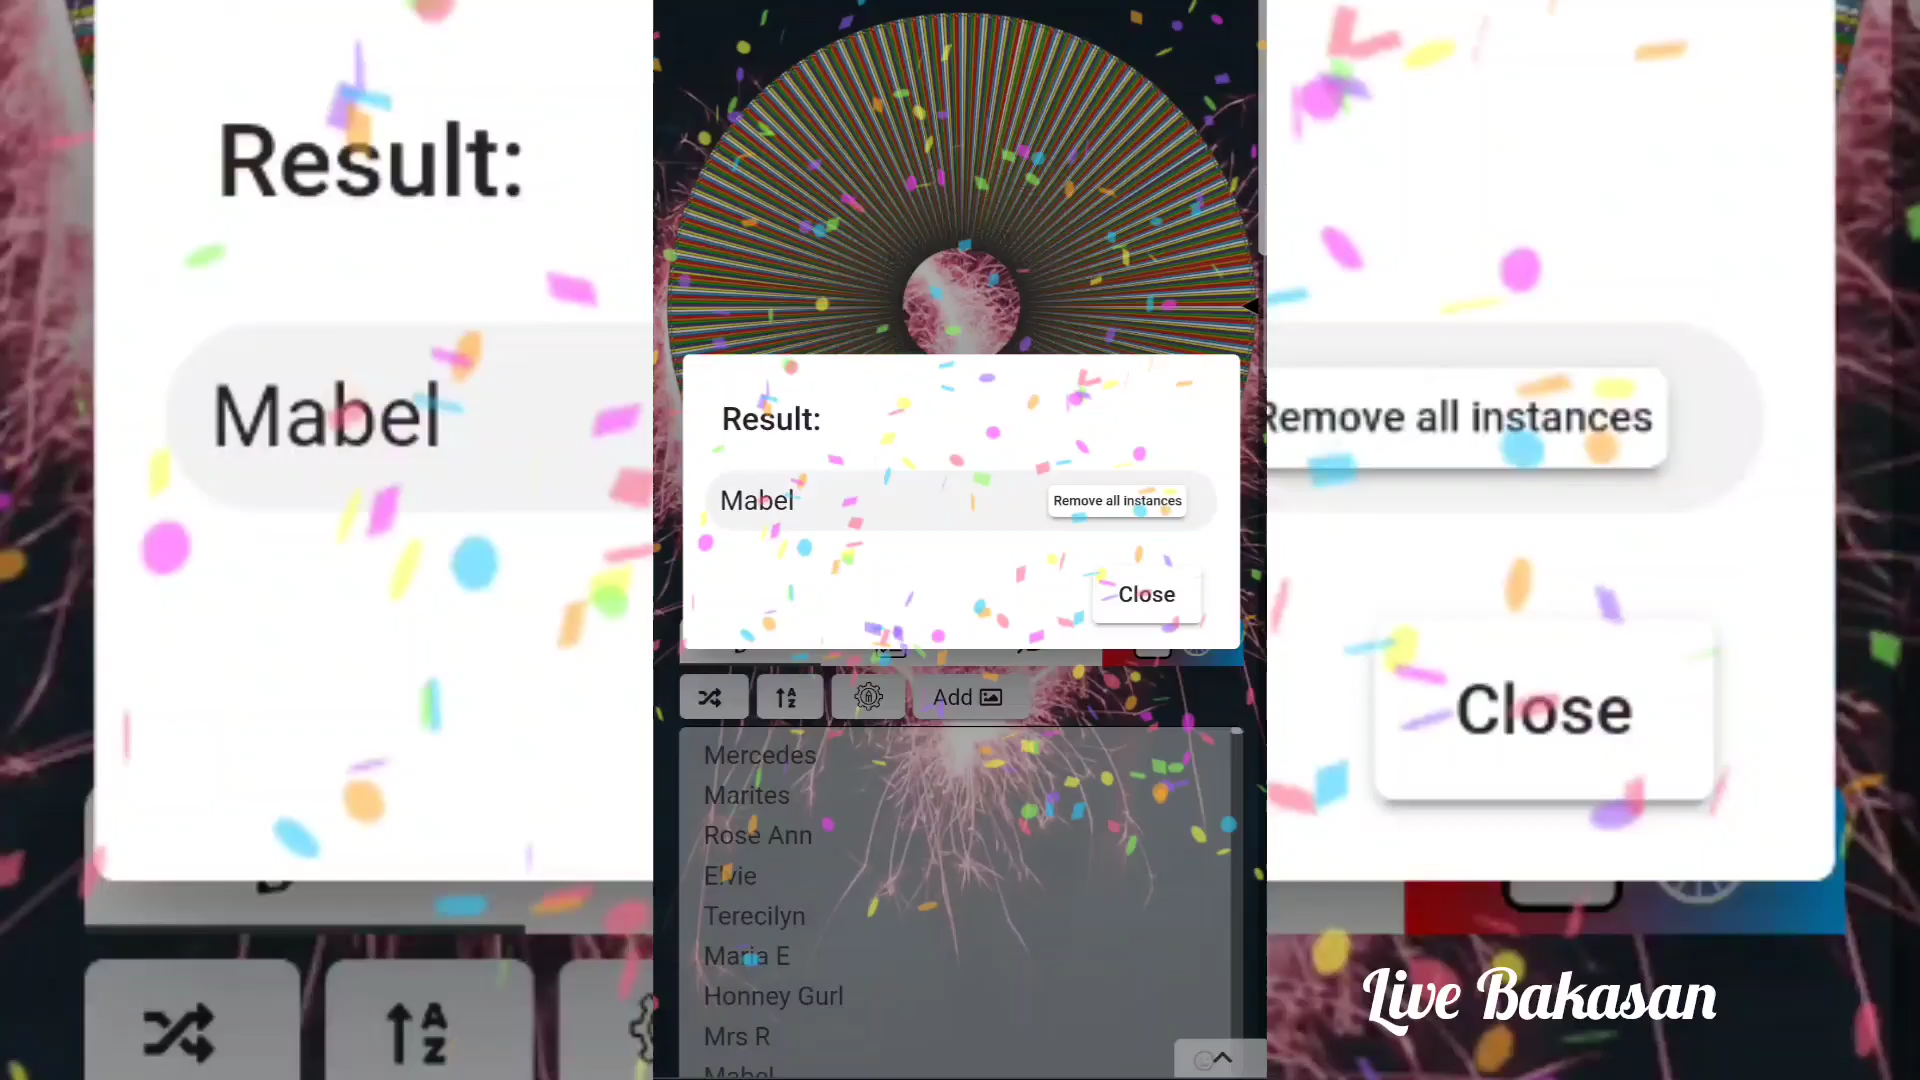 Result:
Mabel
Remove all instances
Close
Result:
Mabel
Remove all instances
Close
Add
Mercedes
Marites
Rose Ann
Elvie
Terecilyn
Maria E
Honney Gurl
Mrs R
Mabel
A
Z
A
Z
Live Bakasan